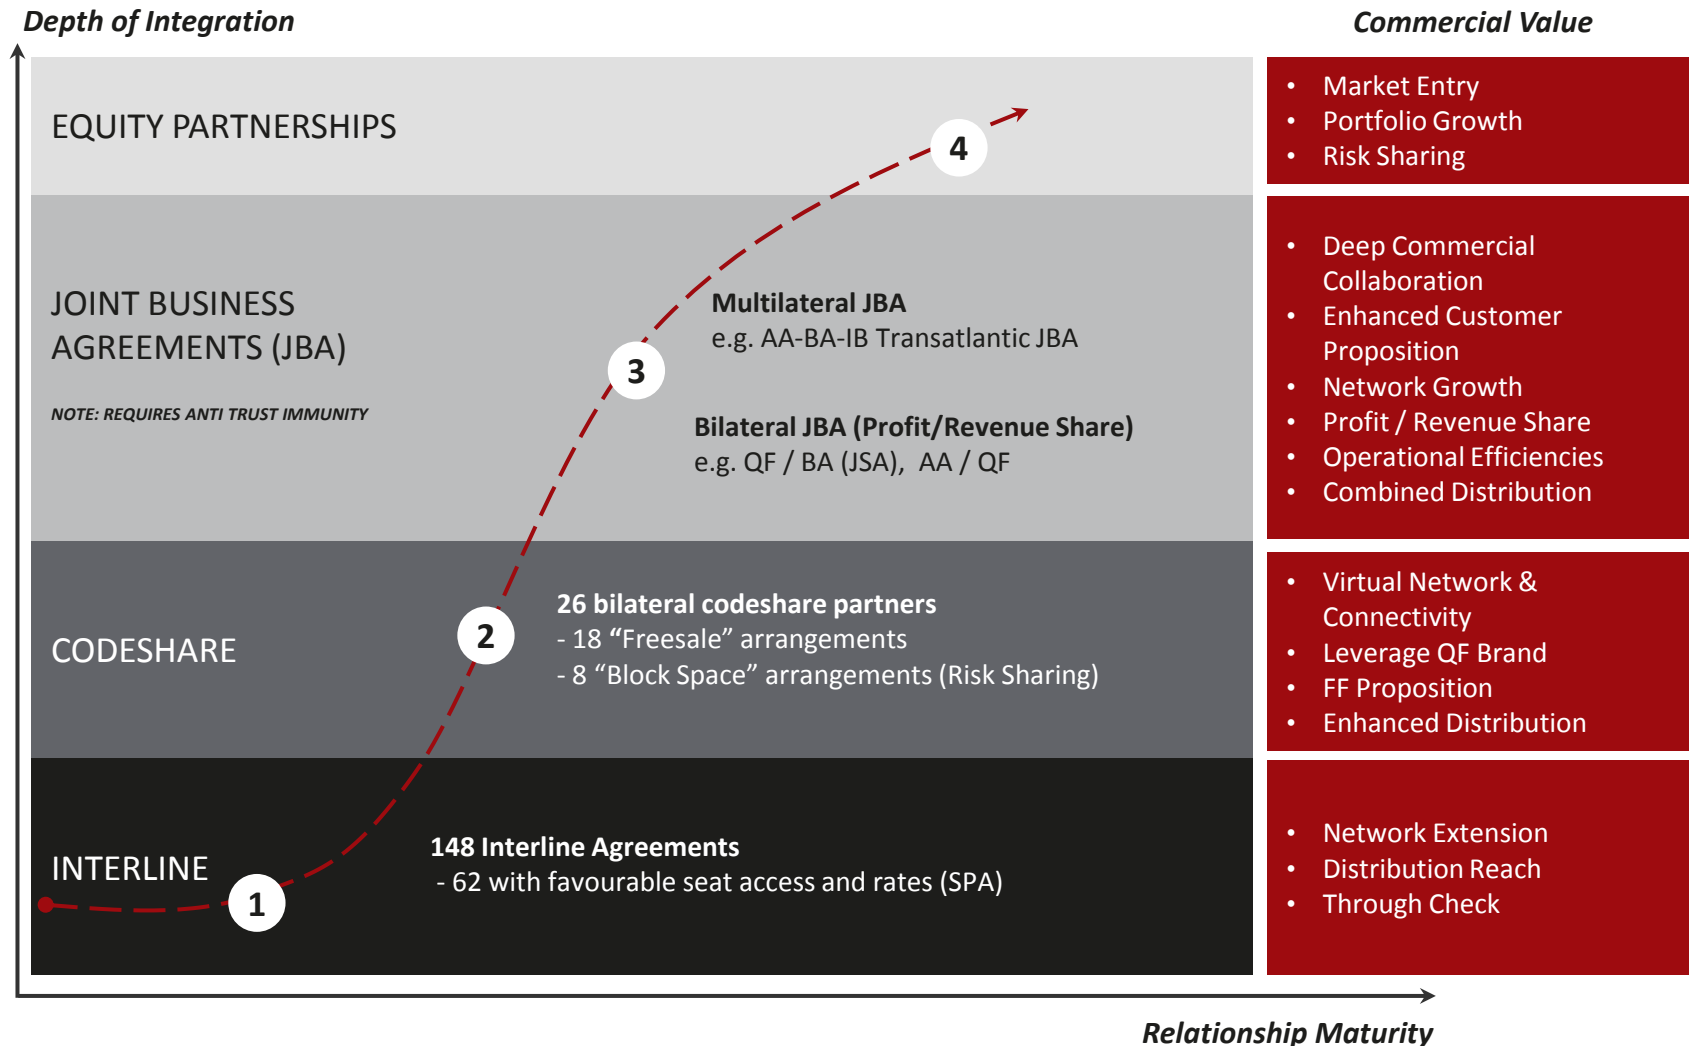 Depth of Integration
Commercial Value
EQUITY PARTNERSHIPS
4
• Market Entry
• Portfolio Growth
• Risk Sharing
JOINT BUSINESS
AGREEMENTS (JBA)
NOTE: REQUIRES ANTI TRUST IMMUNITY
3
Multilateral JBA
e.g. AA-BA-IB Transatlantic JBA
Bilateral JBA (Profit/Revenue Share)
e.g. QF / BA (JSA), AA / QF
• Deep Commercial
Collaboration
• Enhanced Customer
Proposition
• Network Growth
• Profit / Revenue Share
• Operational Efficiencies
• Combined Distribution
CODESHARE
2
26 bilateral codeshare partners
- 18 “Freesale” arrangements
- 8 “Block Space” arrangements (Risk Sharing)
• Virtual Network &
Connectivity
• Leverage QF Brand
• FF Proposition
• Enhanced Distribution
INTERLINE
1
148 Interline Agreements
- 62 with favourable seat access and rates (SPA)
• Network Extension
• Distribution Reach
• Through Check
Relationship Maturity